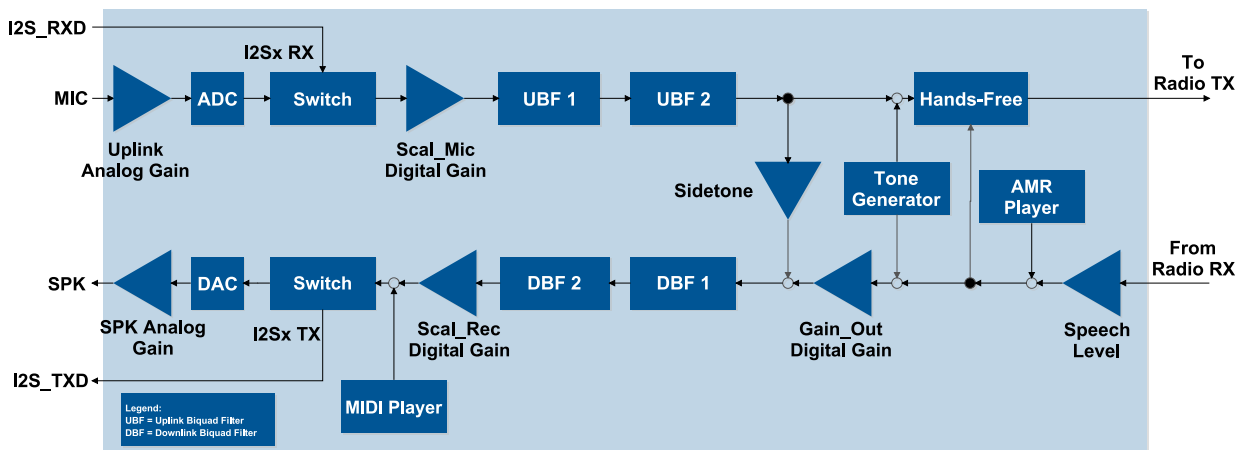 I2S_RXD
I2Sx RX
To
Radio TX
MIC
ADC
Switch
UBF 1
UBF 2
Hands-Free
Uplink
Analog Gain
Scal_Mic
Digital Gain
Sidetone
Tone
Generator
AMR
Player
From
Radio RX
SPK
DAC
Switch
DBF 2
DBF 1
SPK Analog
Gain
I2Sx TX
Scal_Rec
Digital Gain
Gain_Out
Digital Gain
Speech
Level
I2S_TXD
MIDI Player
Legend:
UBF = Uplink Biquad Filter
DBF = Downlink Biquad Filter